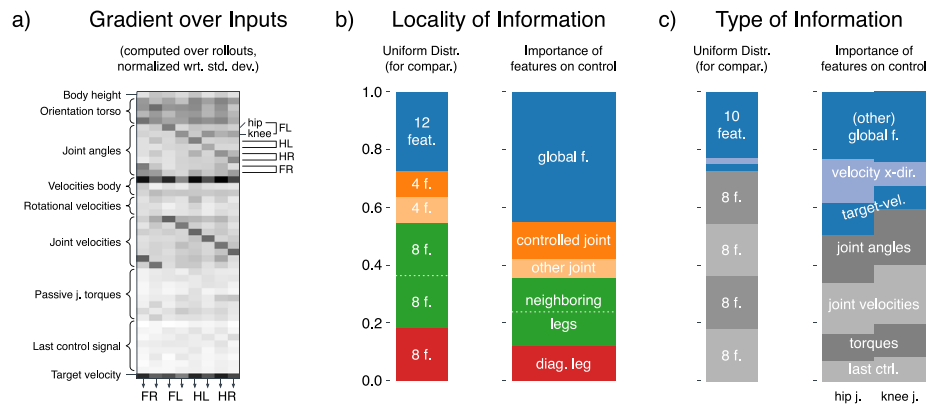 a)
Gradient over Inputs
(computed over rollouts,
normalized wrt. std. dev.)
Body height
Orientation torso
Joint angles
Velocities body
Rotational velocities
Joint velocities
Passive j. torques
Last control signal
Target velocity
hip
knee
FL
HL
HR
FR
FR FL HL HR
b)
Locality of Information
Uniform Distr.
(for compar.)
Importance of
features on control
1.0
0.8
0.6
0.4
0.2
0.0
12
feat.
4 f.
4 f.
8 f.
8 f.
8 f.
global f.
controlled joint
other joint
neighboring
legs
diag. leg
c)
Type of Information
Uniform Distr.
(for compar.)
Importance of
features on control
10
feat.
8 f.
8 f.
8 f.
8 f.
(other)
global f.
velocity x-dir.
target-vel.
joint angles
joint velocities
torques
last ctrl.
hip j. knee j.